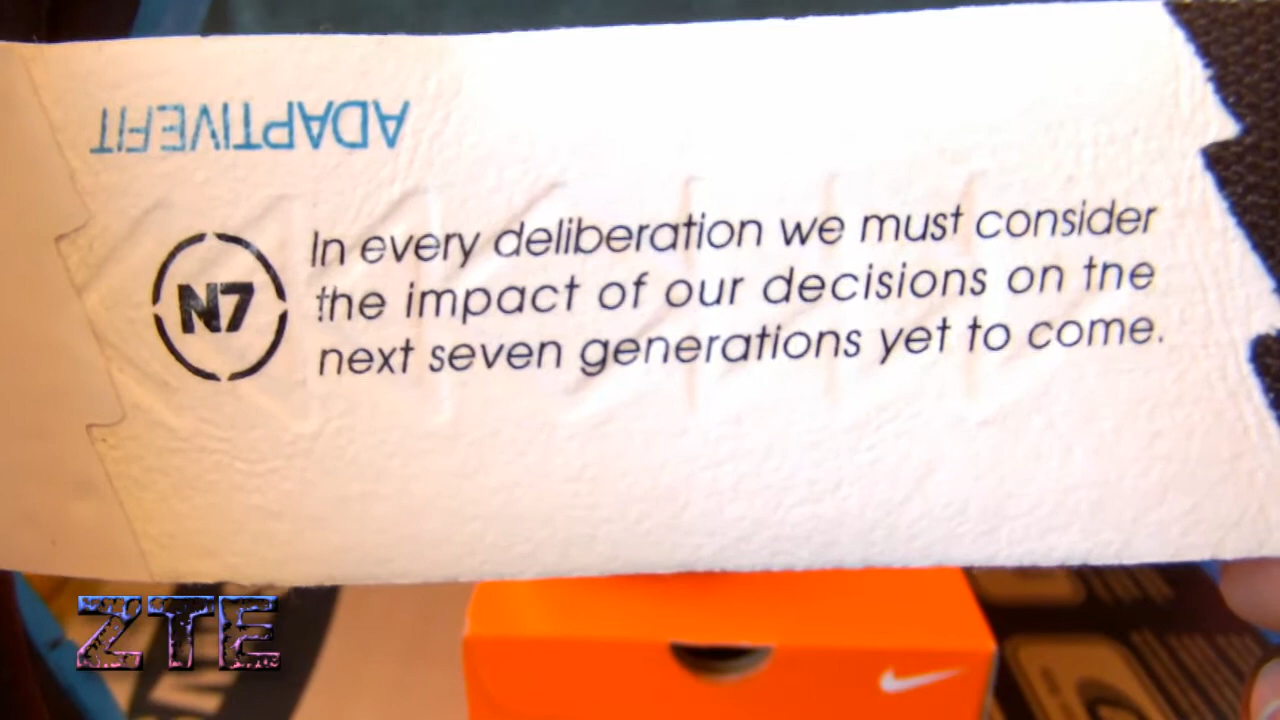 ADAPTIVEFIT
N7
In every deliberation we must consider
the impact of our decisions on the
next seven generations yet to come.
ZTE